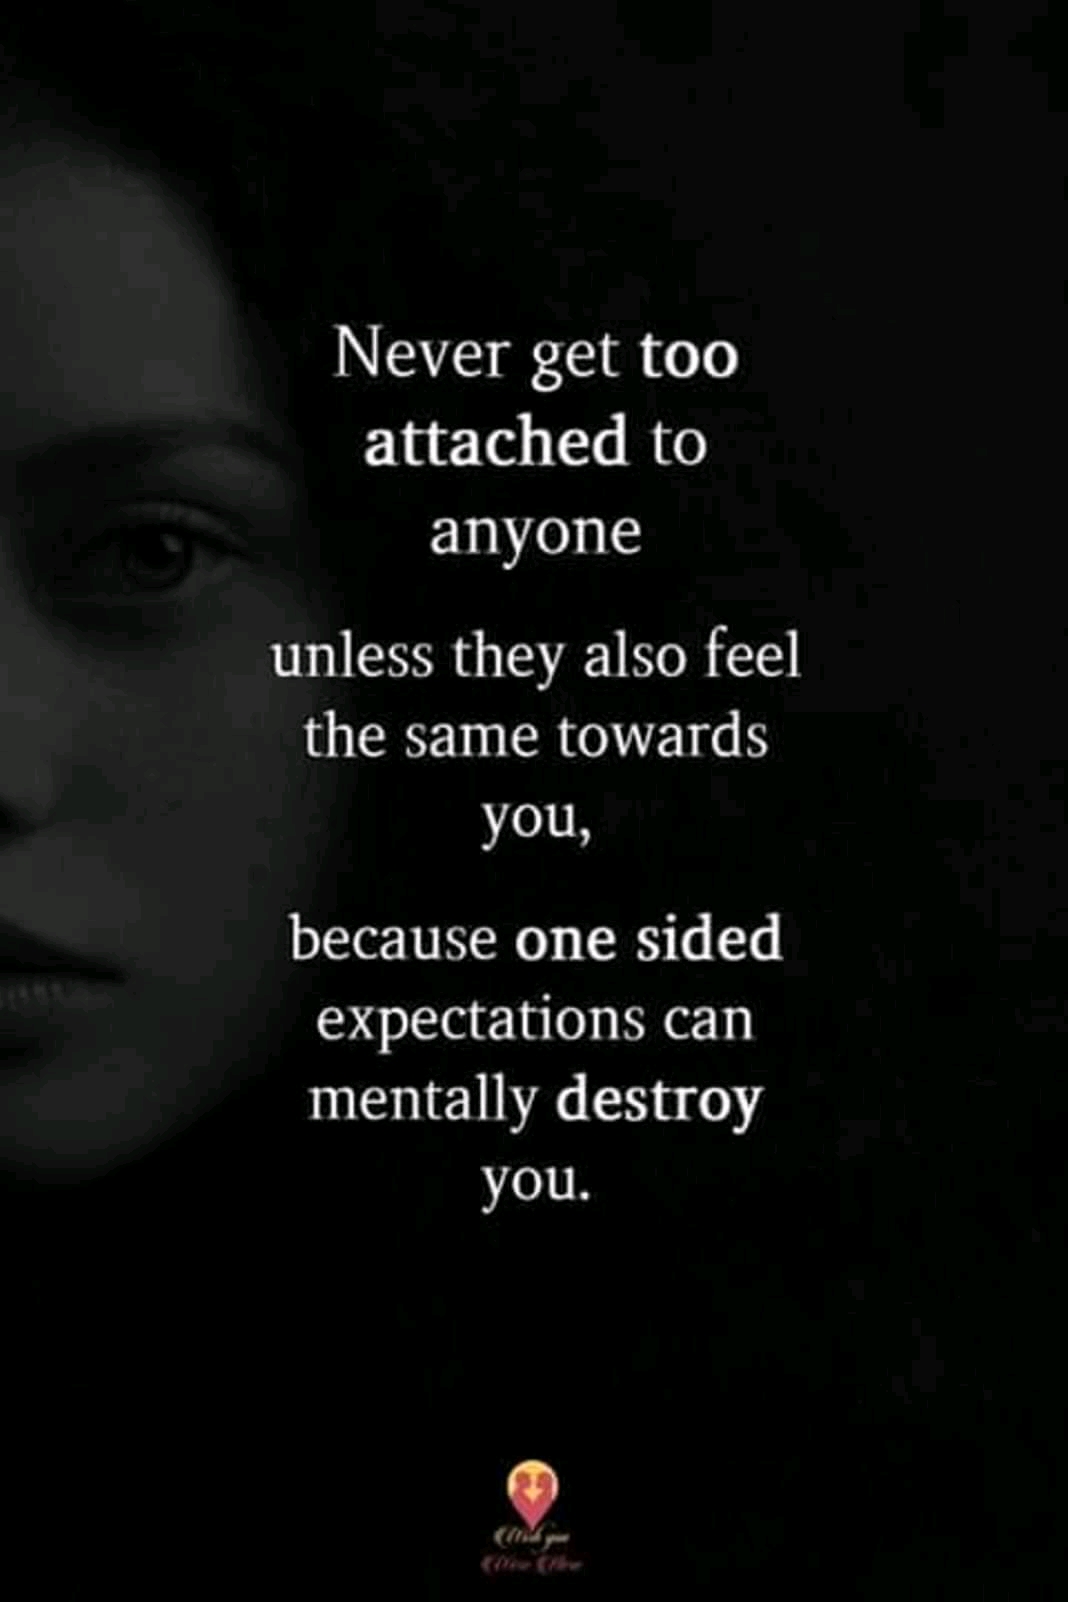 Never get too
attached to
anyone
unless they also feel
the same towards
you,
because one sided
expectations can
mentally destroy
you.